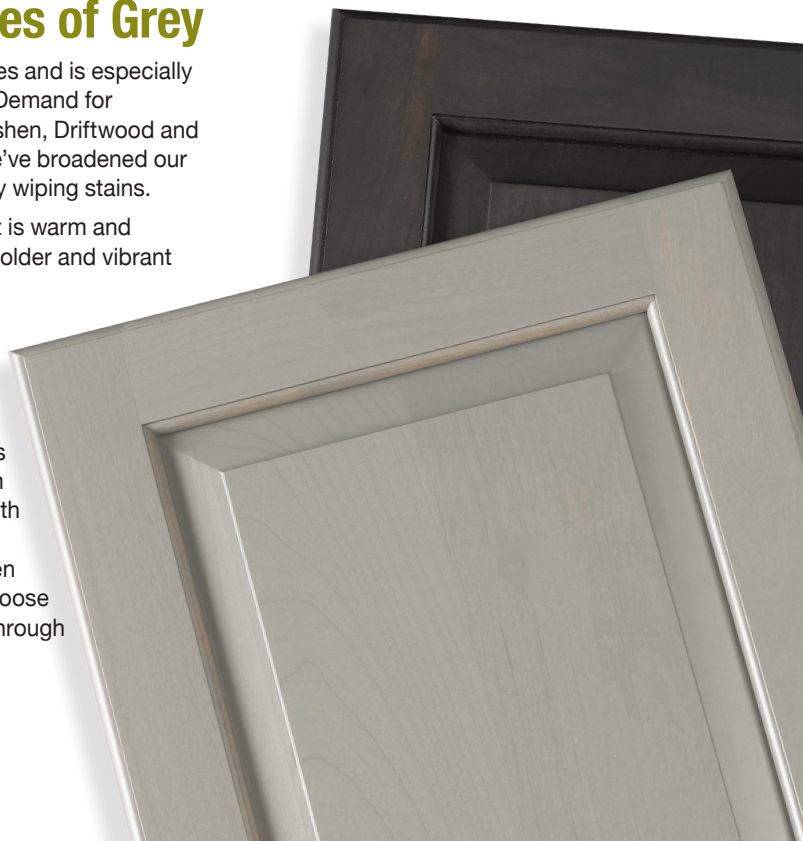 es of Grey
es and is especially
Demand for
shen, Driftwood and
e've broadened our
y wiping stains.
t is warm and
older and vibrant
s
n
th
en
oose
hrough